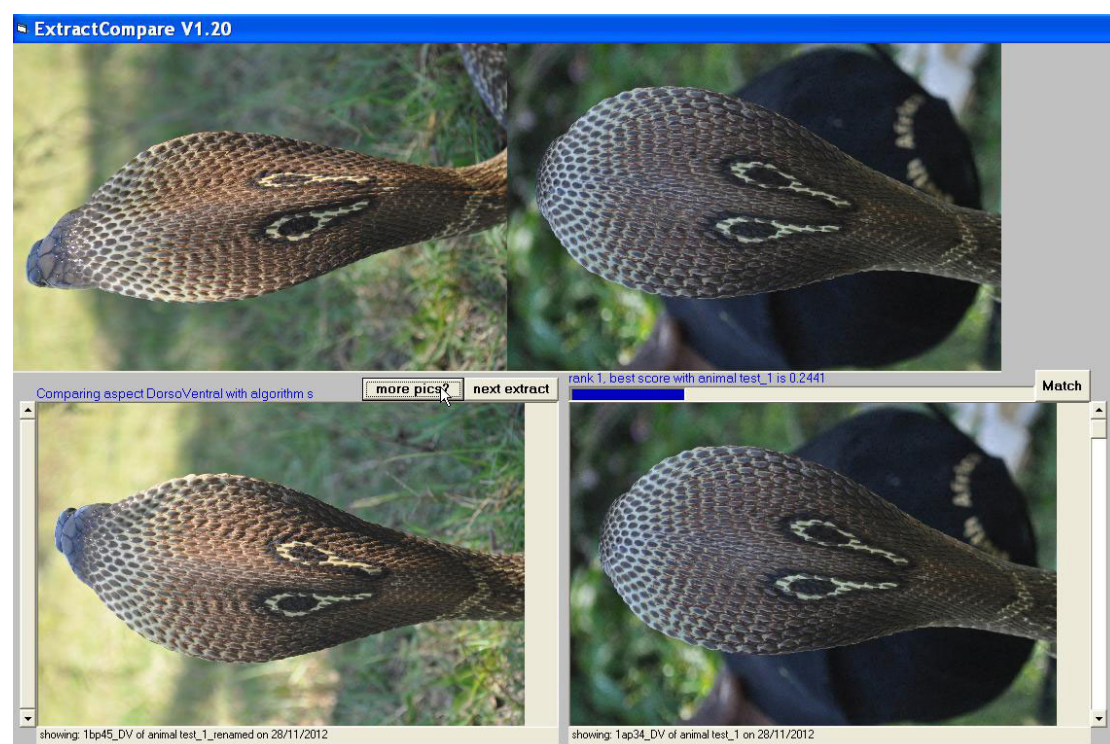 ExtractCompare V1.20
Comparing aspect DorsoVentral with algorithm s
more pics?
next extract
rank 1, best score with animal test_1 is 0.2441
Match
showing: 1bp45_DV of animal test_1_renamed on 28/11/2012
showing: 1ap34_DV of animal test_1 on 28/11/2012